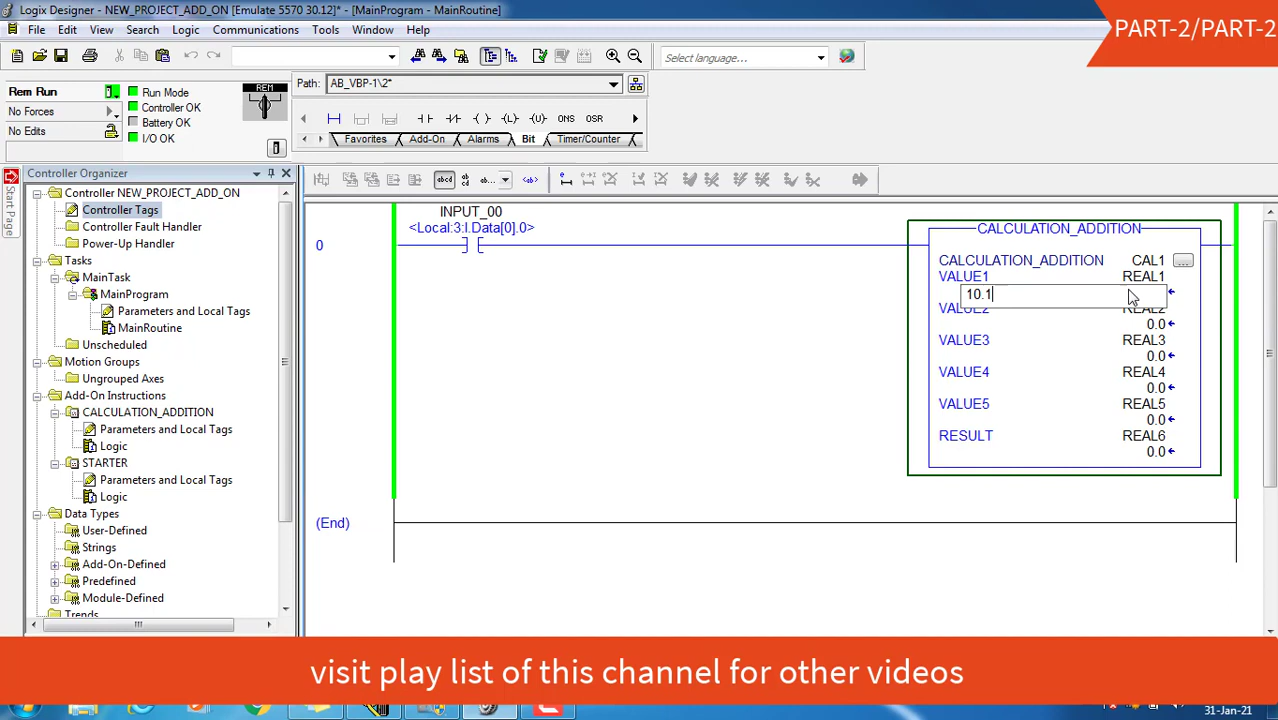 Logix Designer - NEW_PROJECT_ADD_ON [Emulate 5570 30.12]* - [MainProgram - MainRoutine]
PART-2/PART-2
File Edit View Search Logic Communications Tools Window Help
Select language...
Rem Run
Run Mode
REM
Path: AB_VBP-1\2*
No Forces
Controller OK
Battery OK
No Edits
I/O OK
ONS OSR
Favorites Add-On Alarms Bit Timer/Counter
Start Page
Controller Organizer
Controller NEW_PROJECT_ADD_ON
Controller Tags
Controller Fault Handler
Power-Up Handler
Tasks
MainTask
MainProgram
Parameters and Local Tags
MainRoutine
Unscheduled
Motion Groups
Ungrouped Axes
Add-On Instructions
CALCULATION_ADDITION
Parameters and Local Tags
Logic
STARTER
Parameters and Local Tags
Logic
Data Types
User-Defined
Strings
Add-On-Defined
Predefined
Module-Defined
Trends
abcd
INPUT_00
<Local:3:I.Data[0].0>
0
CALCULATION_ADDITION
CALCULATION_ADDITION CAL1 ...
VALUE1 REAL1
10.1
VALUE2 REAL2
0.0
VALUE3 REAL3
0.0
VALUE4 REAL4
0.0
VALUE5 REAL5
0.0
RESULT REAL6
0.0
(End)
visit play list of this channel for other videos
31-Jan-21